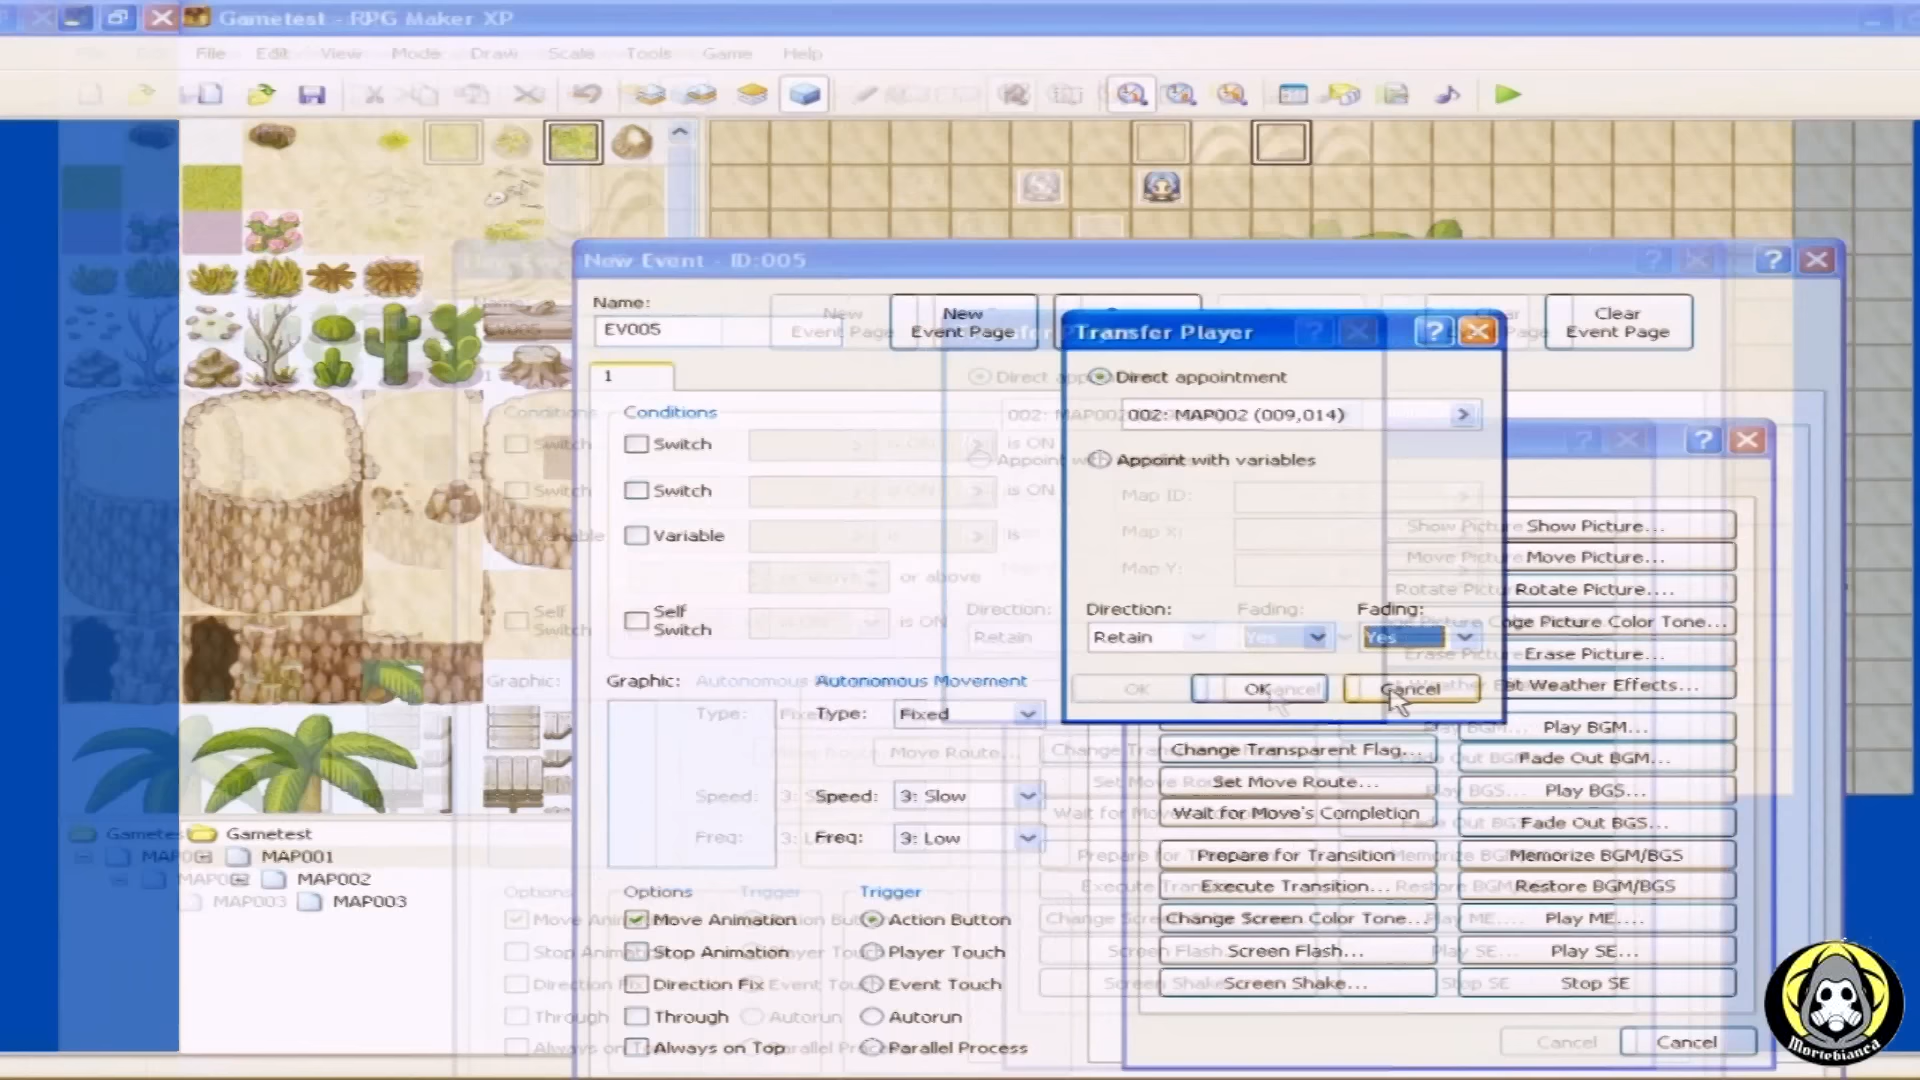 Gametest - RPG Maker XP
File Edit View Mode Draw Scale Tools Game Help
New Event - ID:005
Name:
EV005
New Event Page
Clear Event Page
1
Conditions
Switch
is ON
Switch
is ON
Variable
is
or above
Self Switch
is ON
Graphic:
Autonomous Movement
Type: Fixed
Move Route...
Speed: 3: Slow
Freq: 3: Low
Options
Move Animation
Stop Animation
Direction Fix
Through
Always on Top
Trigger
Action Button
Player Touch
Event Touch
Autorun
Parallel Process
Transfer Player
Direct appointment
002: MAP002 (009,014)
Appoint with variables
Map ID:
Map X:
Map Y:
Direction: Fading:
Retain Yes
OK Cancel
Change Transparent Flag...
Set Move Route...
Wait for Move's Completion
Prepare for Transition
Execute Transition...
Change Screen Color Tone...
Screen Flash...
Screen Shake...
Show Picture...
Move Picture...
Rotate Picture...
Picture Color Tone...
Erase Picture...
Set Weather Effects...
Play BGM...
Fade Out BGM...
Play BGS...
Fade Out BGS...
Memorize BGM/BGS
Restore BGM/BGS
Play ME...
Play SE...
Stop SE
Cancel
Gametest
MAP001
MAP002
MAP003
Mortebianca